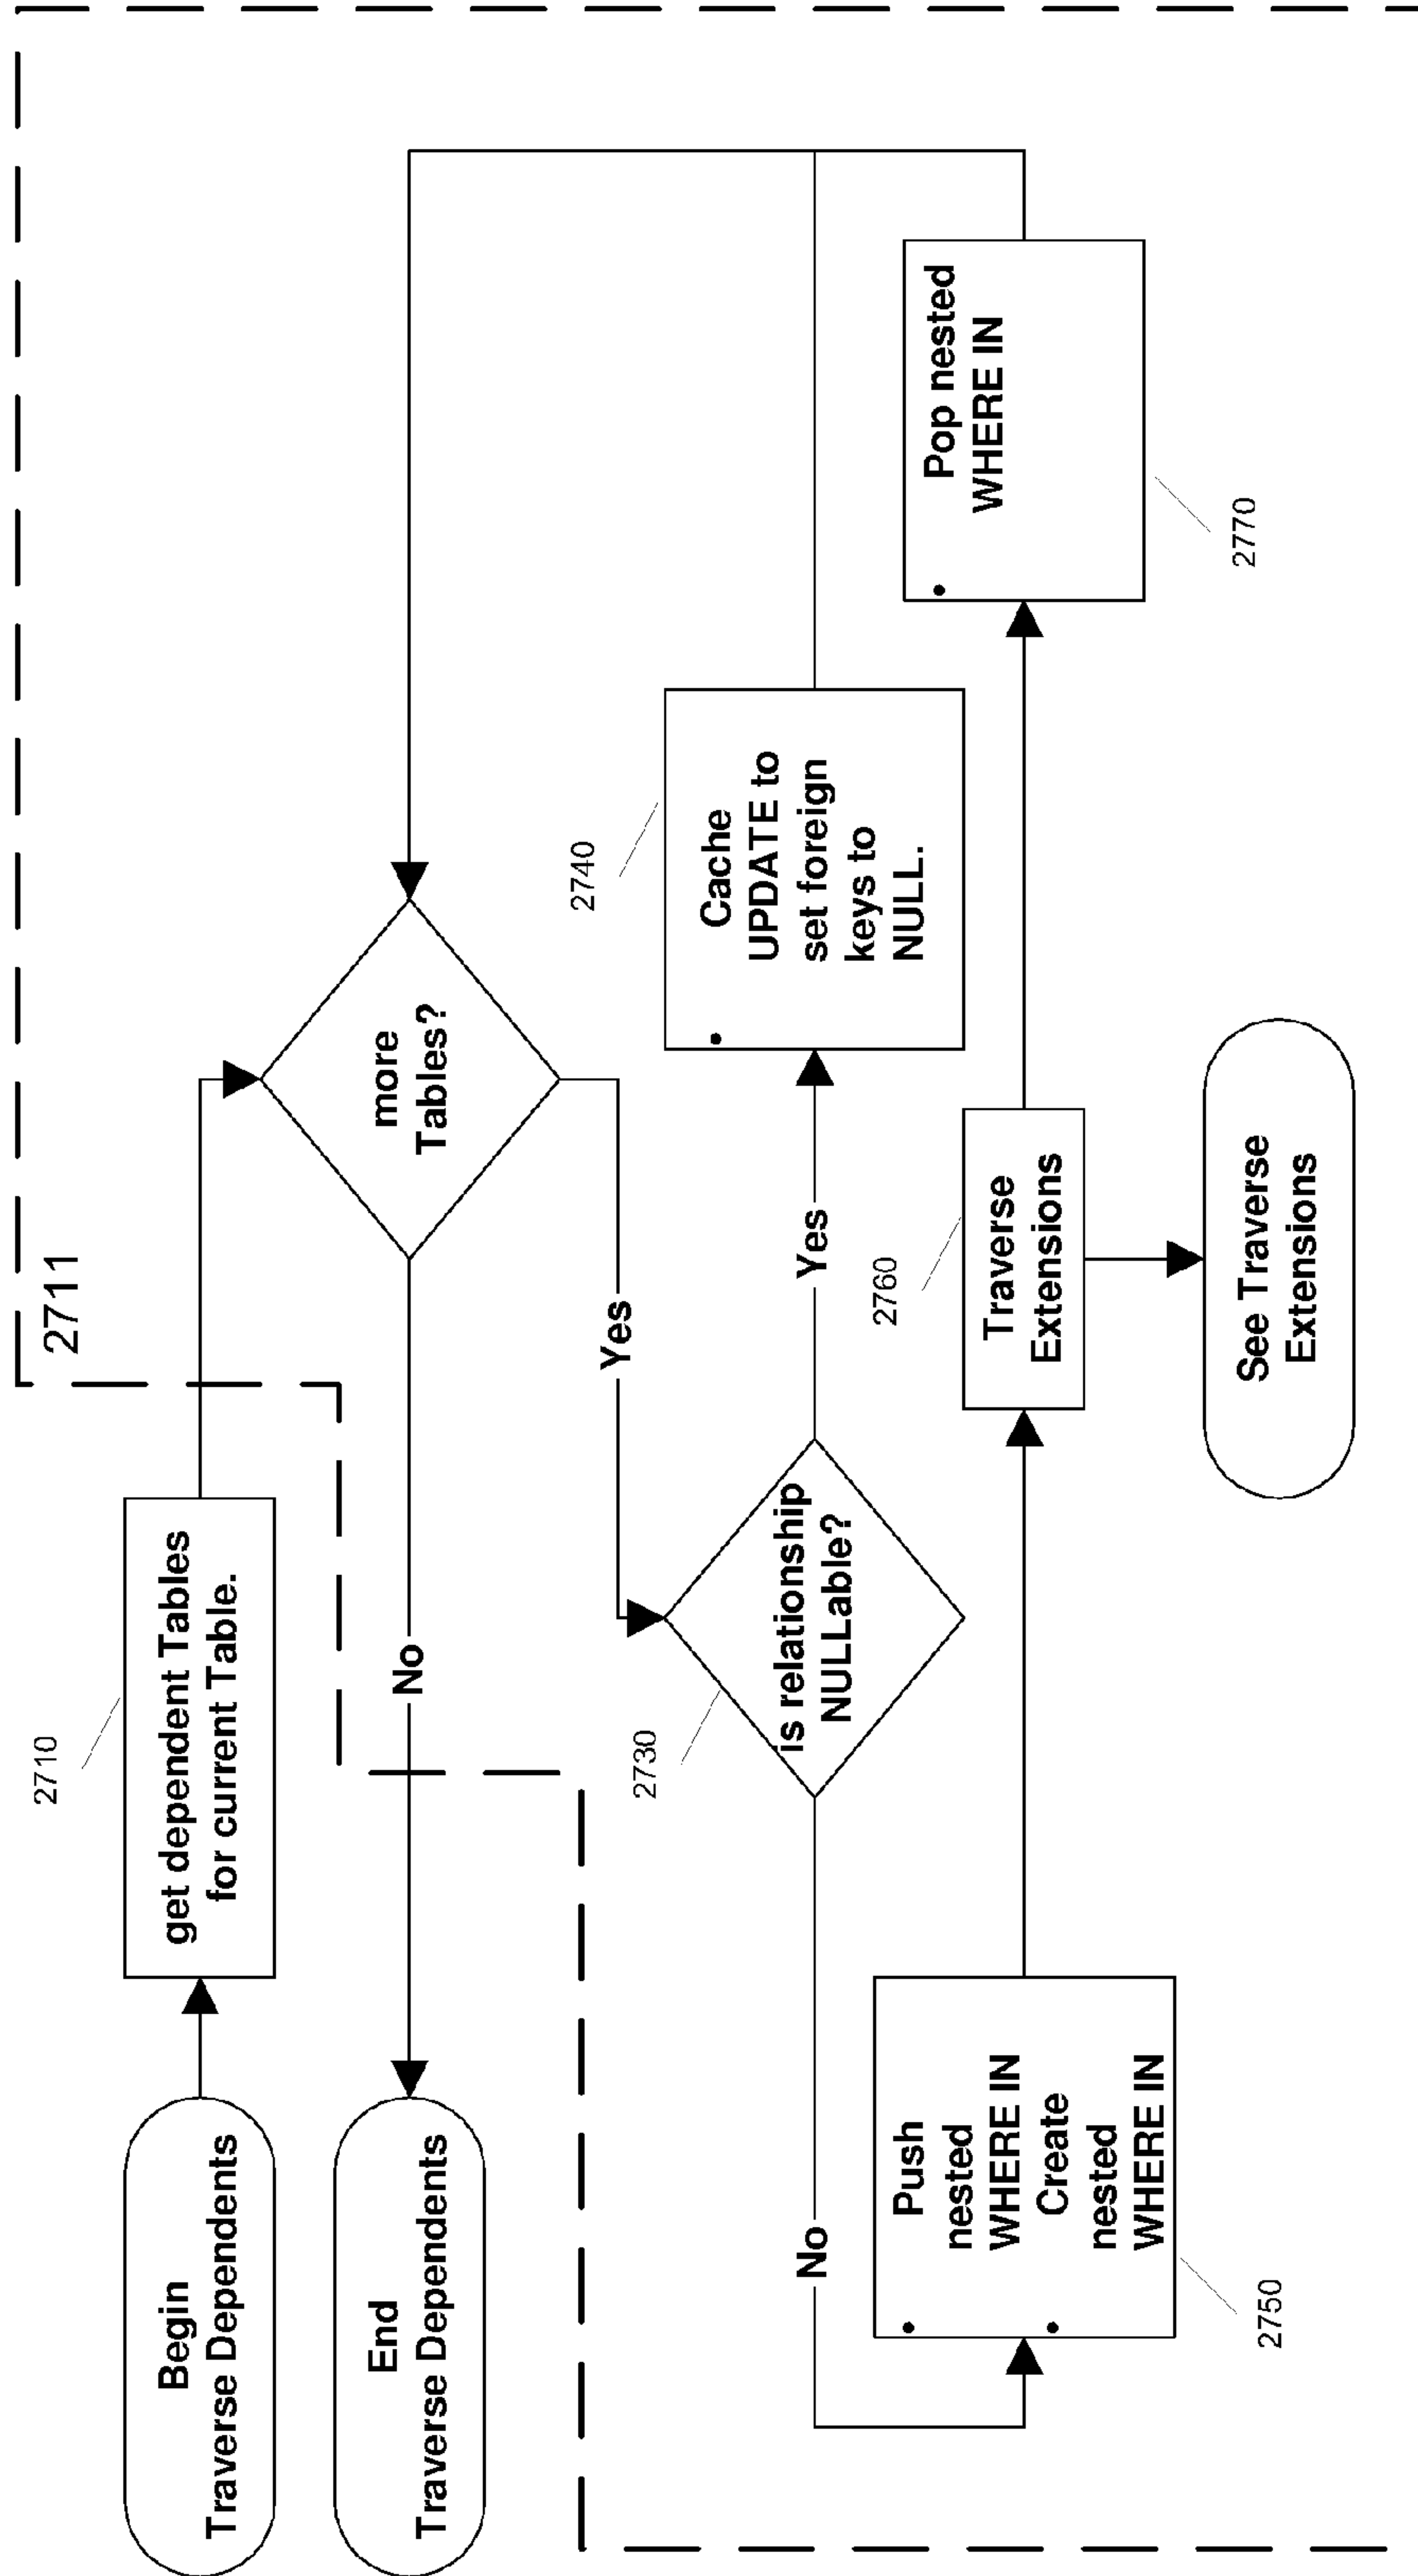 Begin
Traverse Dependents
2710
get dependent Tables
for current Table.
2711
End
Traverse Dependents
No
more
Tables?
Yes
2730
is relationship
NULLable?
Yes
2740
• Cache
UPDATE to
set foreign
keys to
NULL.
No
• Push
nested
WHERE IN
• Create
nested
WHERE IN
2750
2760
Traverse
Extensions
• Pop nested
WHERE IN
2770
See Traverse
Extensions